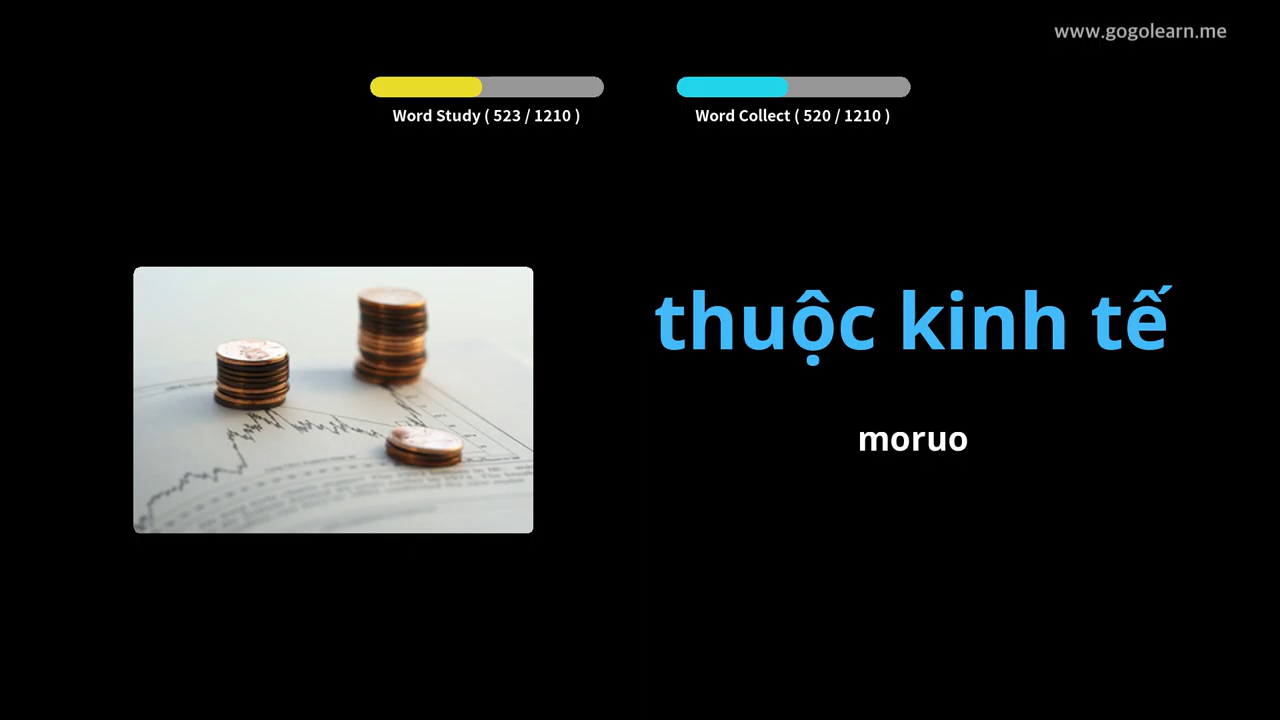 www.gogolearn.me
Word Study ( 523 / 1210 )
Word Collect ( 520 / 1210 )
thuộc kinh tế
moruo